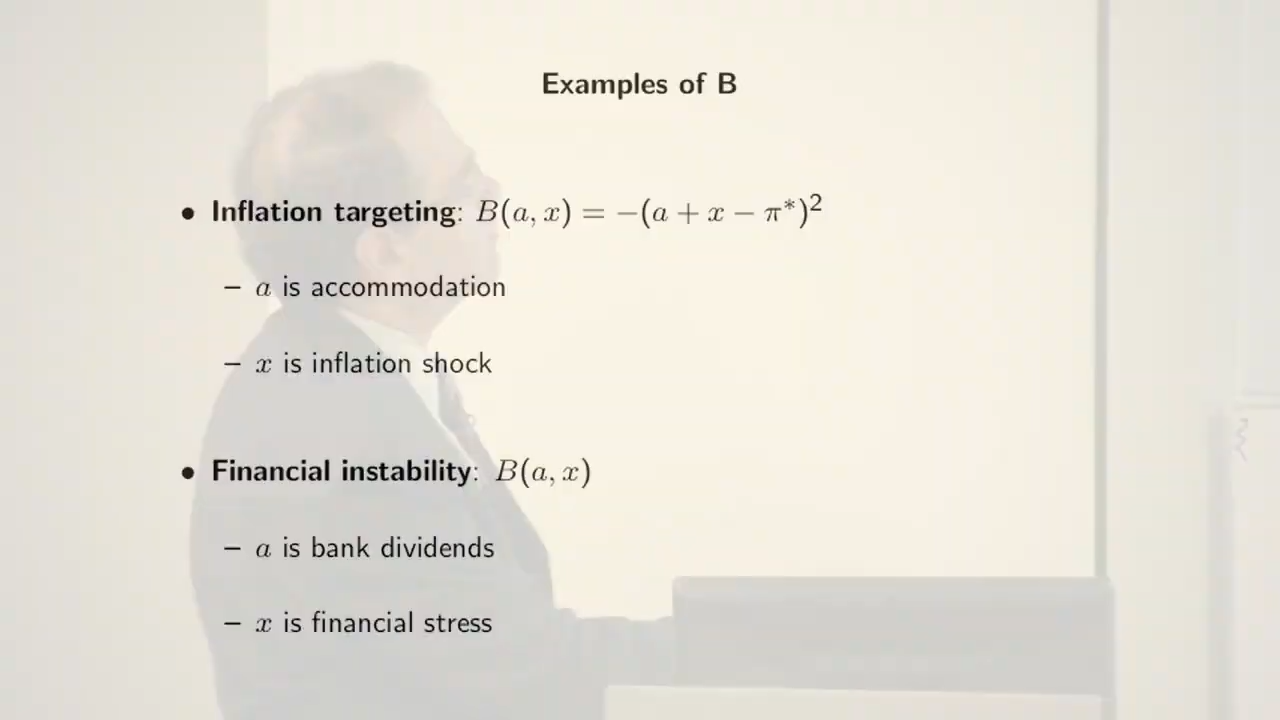 Examples of B
• Inflation targeting: B(a, x) = −(a + x − π*)²
– a is accommodation
– x is inflation shock
• Financial instability: B(a, x)
– a is bank dividends
– x is financial stress